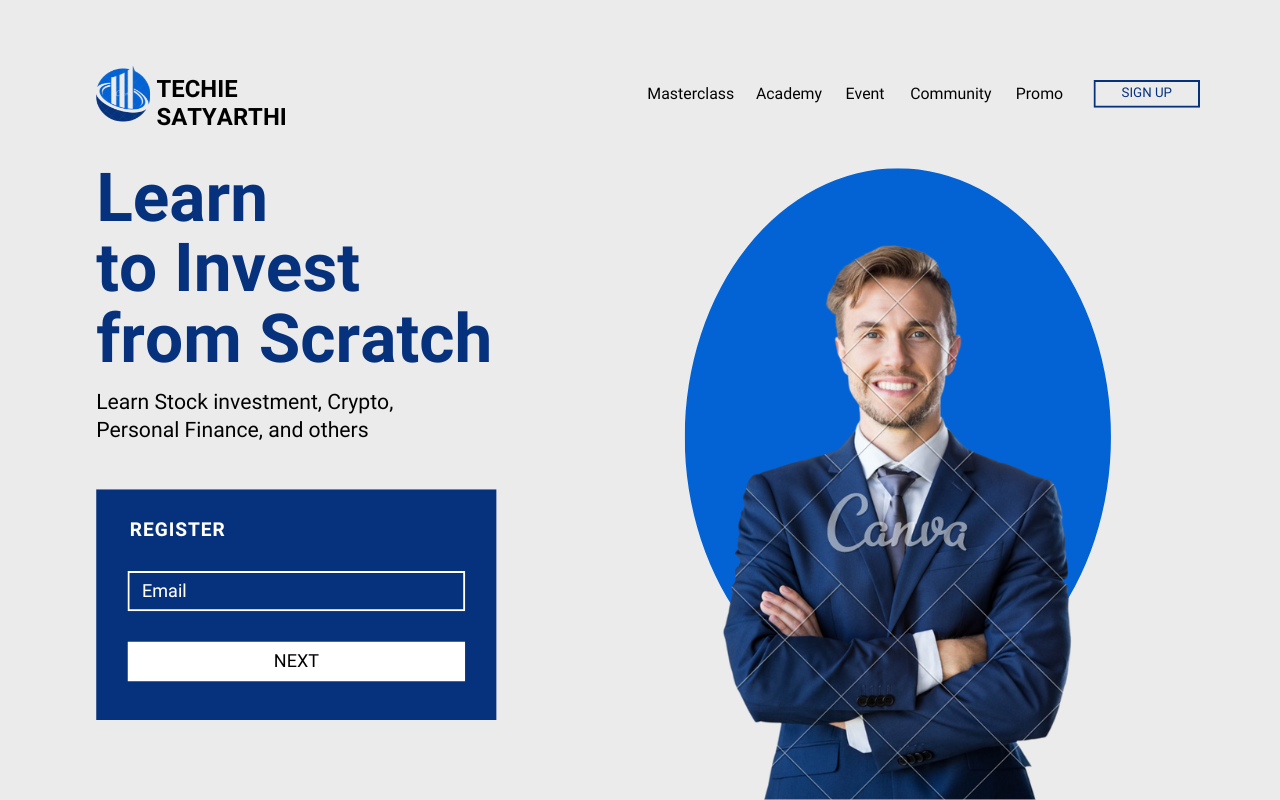 TECHIE
SATYARTHI
Masterclass Academy Event Community Promo SIGN UP
Learn
to Invest
from Scratch
Learn Stock investment, Crypto,
Personal Finance, and others
REGISTER
Email
NEXT
Canva